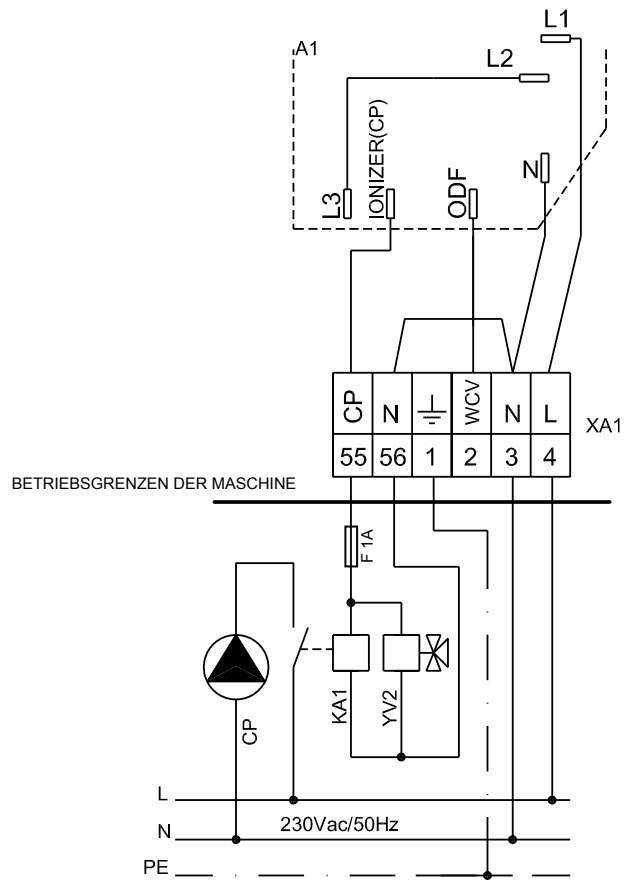 L1
A1
L2
IONIZER(CP)
N
L3
ODF
CP
N
WCV
N
L
XA1
55
56
1
2
3
4
BETRIEBSGRENZEN DER MASCHINE
F 1A
KA1
YV2
CP
L
230Vac/50Hz
N
PE